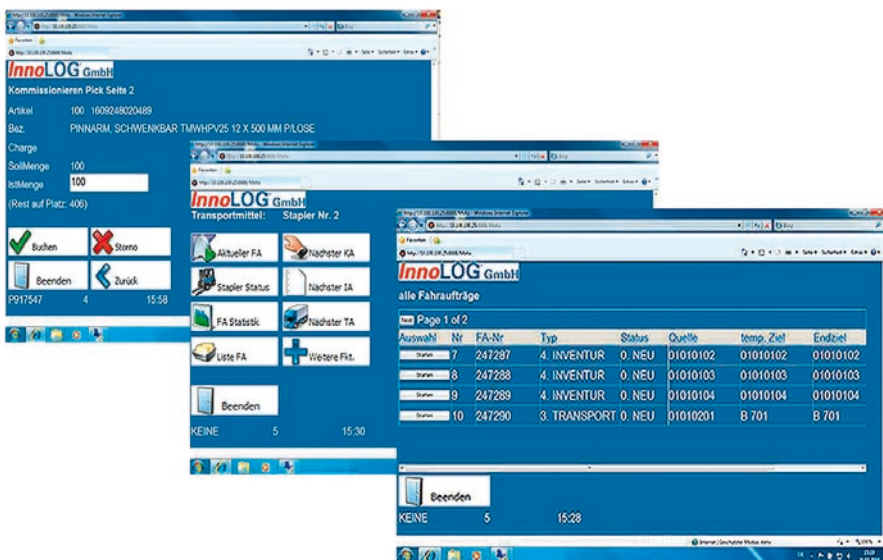 InnoLOG GmbH
Kommissionieren Pick Seite 2
Artikel 100 1609248020489
Bez. PINNARM, SCHWENKBAR TMWHPV25 12 X 500 MM P/LOSE
Charge
SollMenge 100
IstMenge 100
(Rest auf Platz: 406)
Buchen Storno
Beenden Zurück
P917547 4 15:58
InnoLOG GmbH
Transportmittel: Stapler Nr. 2
Aktueller FA Nächster KA
Stapler Status Nächster IA
FA Statistik Nächster TA
Liste FA Weitere Fkt.
Beenden
KEINE 5 15:30
InnoLOG GmbH
alle Fahraufträge
Page 1 of 2
Auswahl Nr FA-Nr Typ Status Quelle temp. Ziel Endziel
Starten 7 247287 4. INVENTUR 0. NEU 01010102 01010102 01010102
Starten 8 247288 4. INVENTUR 0. NEU 01010103 01010103 01010103
Starten 9 247289 4. INVENTUR 0. NEU 01010104 01010104 01010104
Starten 10 247290 3. TRANSPORT 0. NEU 01010201 B 701 B 701
Beenden
KEINE 5 15:28